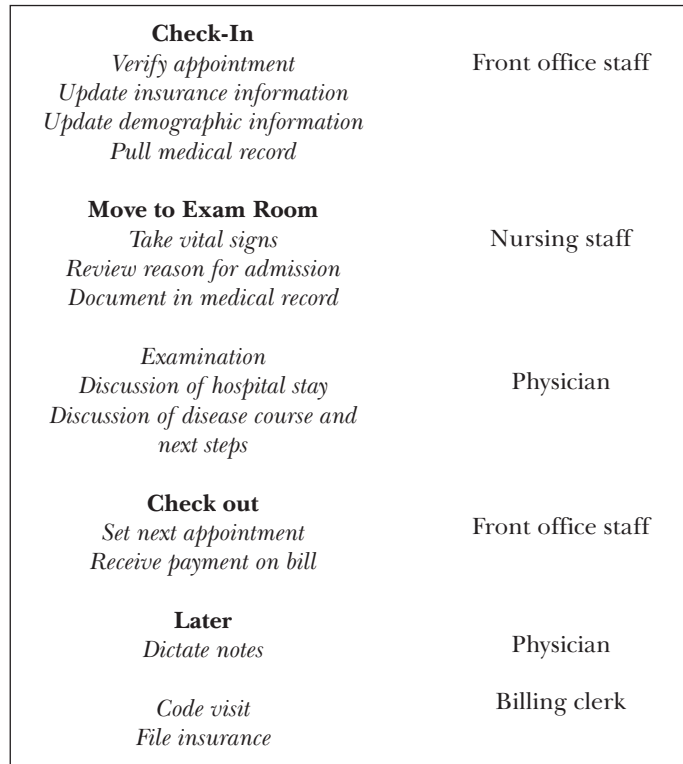 Check-In
Verify appointment
Front office staff
Update insurance information
Update demographic information
Pull medical record
Move to Exam Room
Take vital signs
Nursing staff
Review reason for admission
Document in medical record
Examination
Discussion of hospital stay
Physician
Discussion of disease course and
next steps
Check out
Set next appointment
Front office staff
Receive payment on bill
Later
Dictate notes
Physician
Code visit
Billing clerk
File insurance